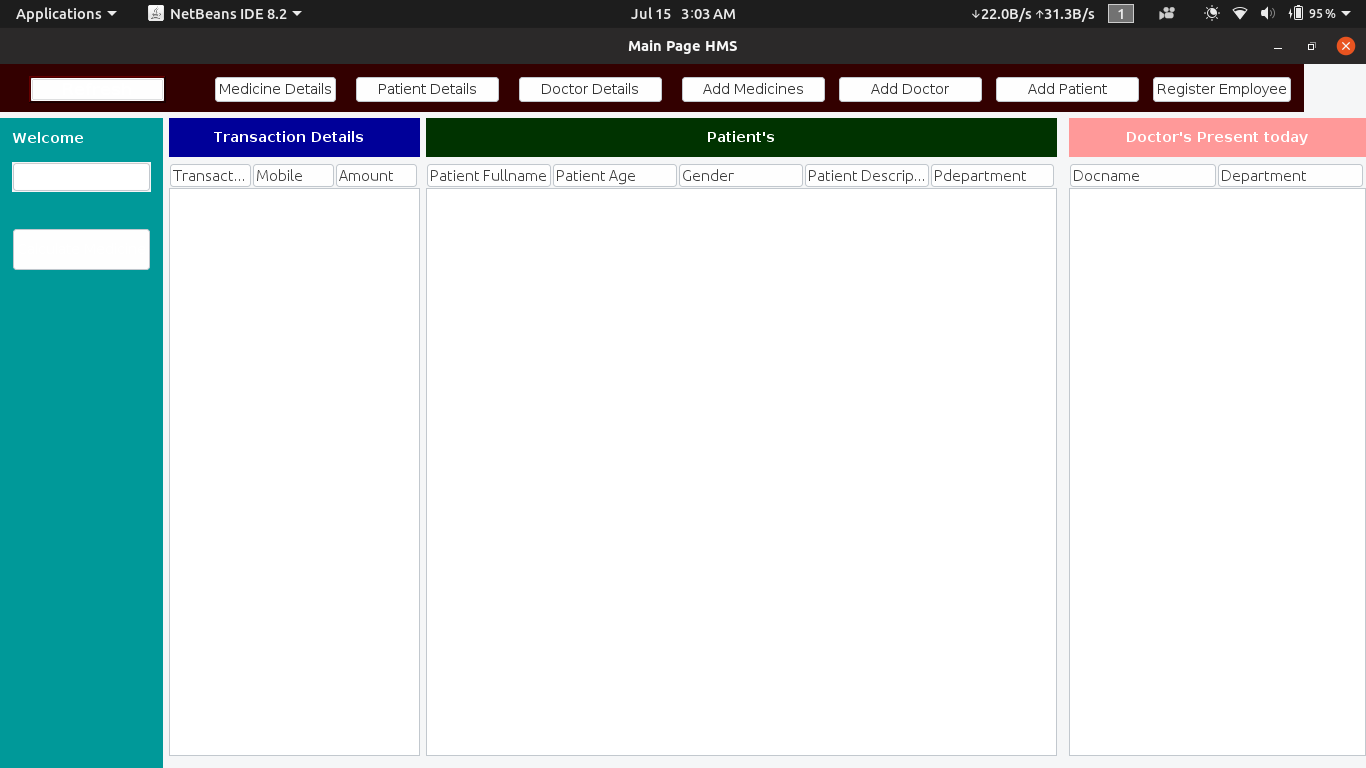 Applications NetBeans IDE 8.2 Jul 15 3:03 AM ↓22.0B/s ↑31.3B/s 1 95%
Main Page HMS
Medicine Details Patient Details Doctor Details Add Medicines Add Doctor Add Patient Register Employee
Welcome Transaction Details Patient's Doctor's Present today
Transact... Mobile Amount Patient Fullname Patient Age Gender Patient Descrip... Pdepartment Docname Department